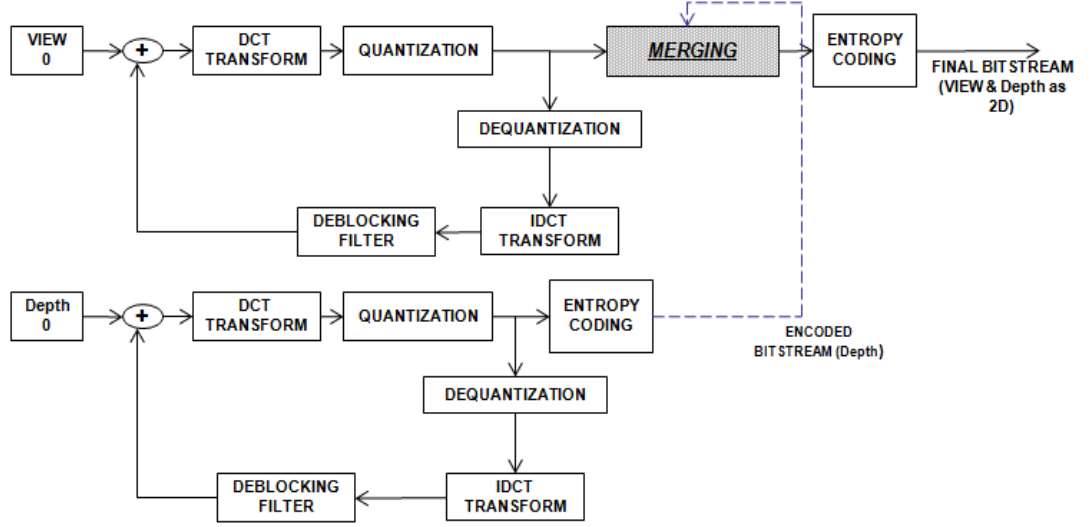 VIEW
0
+
DCT
TRANSFORM
QUANTIZATION
MERGING
ENTROPY
CODING
FINAL BITSTREAM
(VIEW & Depth as
2D)
DEQUANTIZATION
IDCT
TRANSFORM
DEBLOCKING
FILTER
Depth
0
+
DCT
TRANSFORM
QUANTIZATION
ENTROPY
CODING
ENCODED
BITSTREAM (Depth)
DEQUANTIZATION
IDCT
TRANSFORM
DEBLOCKING
FILTER